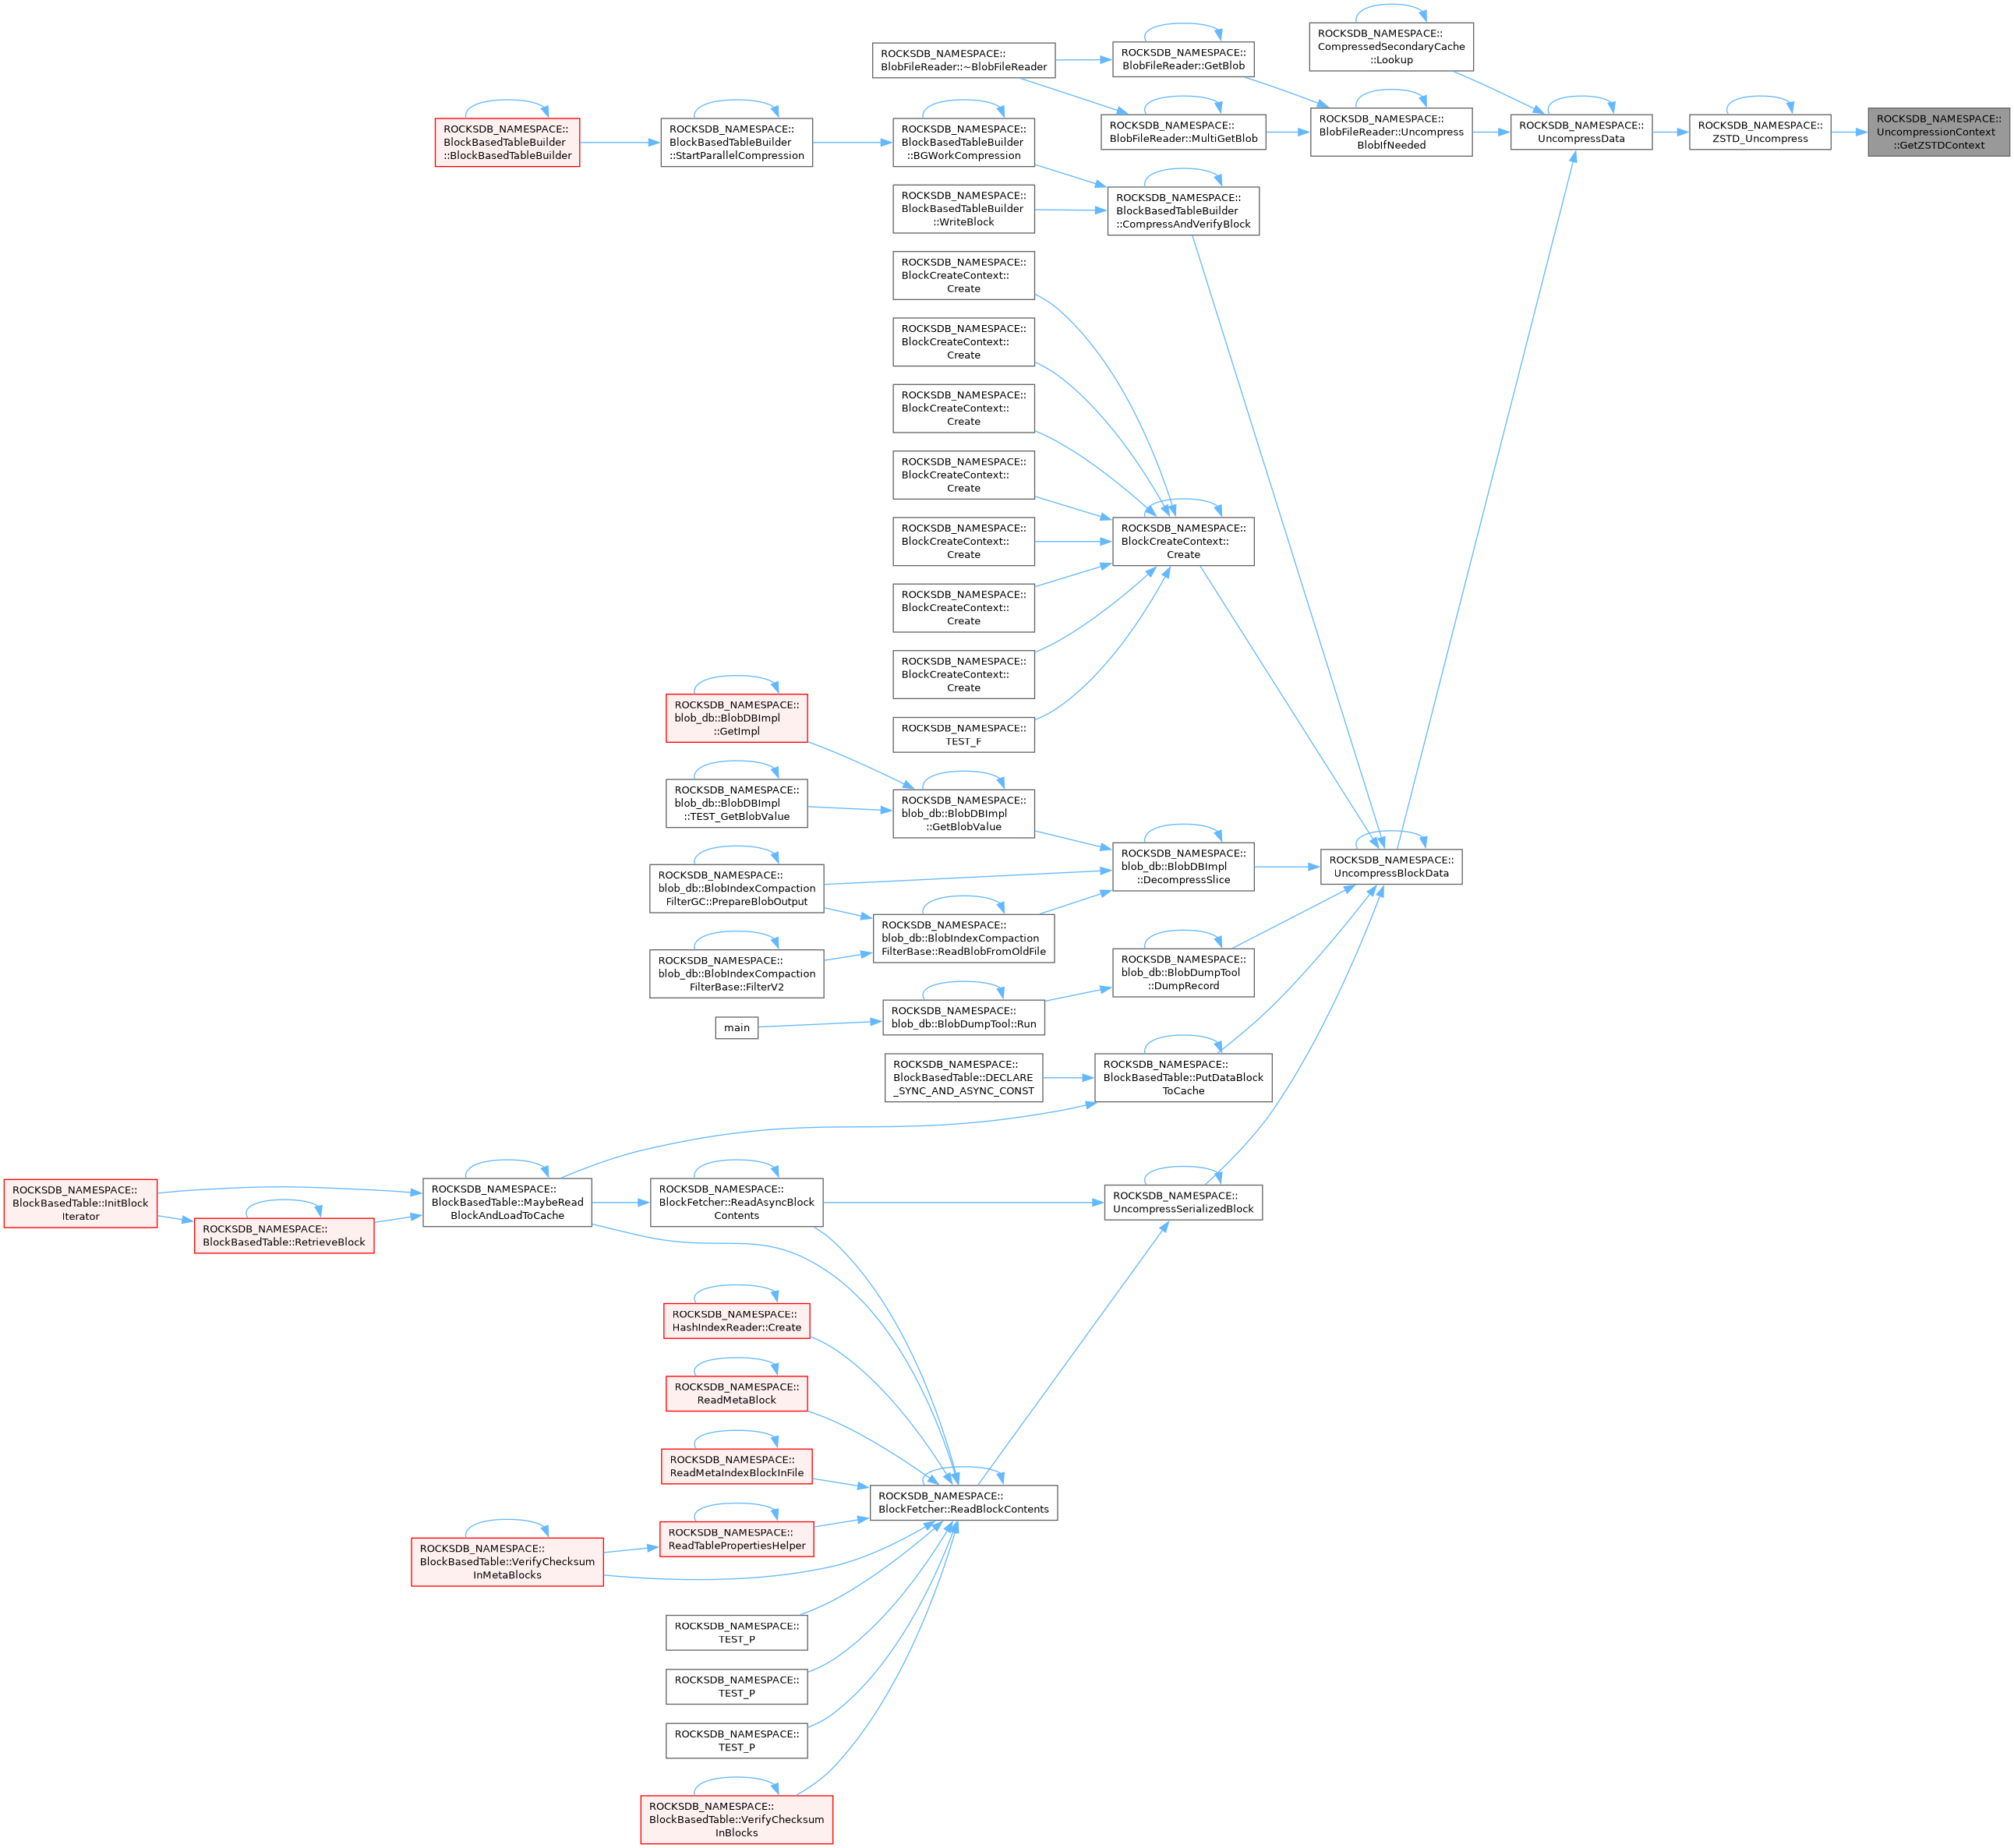 ROCKSDB_NAMESPACE::
CompressedSecondaryCache
::Lookup
ROCKSDB_NAMESPACE::
BlobFileReader::~BlobFileReader
ROCKSDB_NAMESPACE::
BlobFileReader::GetBlob
ROCKSDB_NAMESPACE::
BlockBasedTableBuilder
::BlockBasedTableBuilder
ROCKSDB_NAMESPACE::
BlockBasedTableBuilder
::StartParallelCompression
ROCKSDB_NAMESPACE::
BlockBasedTableBuilder
::BGWorkCompression
ROCKSDB_NAMESPACE::
BlobFileReader::MultiGetBlob
ROCKSDB_NAMESPACE::
BlobFileReader::Uncompress
BlobIfNeeded
ROCKSDB_NAMESPACE::
UncompressData
ROCKSDB_NAMESPACE::
ZSTD_Uncompress
ROCKSDB_NAMESPACE::
UncompressionContext
::GetZSTDContext
ROCKSDB_NAMESPACE::
BlockBasedTableBuilder
::WriteBlock
ROCKSDB_NAMESPACE::
BlockBasedTableBuilder
::CompressAndVerifyBlock
ROCKSDB_NAMESPACE::
BlockCreateContext::
Create
ROCKSDB_NAMESPACE::
BlockCreateContext::
Create
ROCKSDB_NAMESPACE::
BlockCreateContext::
Create
ROCKSDB_NAMESPACE::
BlockCreateContext::
Create
ROCKSDB_NAMESPACE::
BlockCreateContext::
Create
ROCKSDB_NAMESPACE::
BlockCreateContext::
Create
ROCKSDB_NAMESPACE::
BlockCreateContext::
Create
ROCKSDB_NAMESPACE::
BlockCreateContext::
Create
ROCKSDB_NAMESPACE::
TEST_F
ROCKSDB_NAMESPACE::
blob_db::BlobDBImpl
::GetImpl
ROCKSDB_NAMESPACE::
blob_db::BlobDBImpl
::TEST_GetBlobValue
ROCKSDB_NAMESPACE::
blob_db::BlobDBImpl
::GetBlobValue
ROCKSDB_NAMESPACE::
blob_db::BlobDBImpl
::DecompressSlice
ROCKSDB_NAMESPACE::
UncompressBlockData
ROCKSDB_NAMESPACE::
blob_db::BlobIndexCompaction
FilterGC::PrepareBlobOutput
ROCKSDB_NAMESPACE::
blob_db::BlobIndexCompaction
FilterBase::ReadBlobFromOldFile
ROCKSDB_NAMESPACE::
blob_db::BlobIndexCompaction
FilterBase::FilterV2
ROCKSDB_NAMESPACE::
blob_db::BlobDumpTool
::DumpRecord
main
ROCKSDB_NAMESPACE::
blob_db::BlobDumpTool::Run
ROCKSDB_NAMESPACE::
BlockBasedTable::DECLARE
_SYNC_AND_ASYNC_CONST
ROCKSDB_NAMESPACE::
BlockBasedTable::PutDataBlock
ToCache
ROCKSDB_NAMESPACE::
BlockBasedTable::InitBlock
Iterator
ROCKSDB_NAMESPACE::
BlockBasedTable::RetrieveBlock
ROCKSDB_NAMESPACE::
BlockBasedTable::MaybeRead
BlockAndLoadToCache
ROCKSDB_NAMESPACE::
BlockFetcher::ReadAsyncBlock
Contents
ROCKSDB_NAMESPACE::
UncompressSerializedBlock
ROCKSDB_NAMESPACE::
HashIndexReader::Create
ROCKSDB_NAMESPACE::
ReadMetaBlock
ROCKSDB_NAMESPACE::
ReadMetaIndexBlockInFile
ROCKSDB_NAMESPACE::
BlockFetcher::ReadBlockContents
ROCKSDB_NAMESPACE::
ReadTablePropertiesHelper
ROCKSDB_NAMESPACE::
BlockBasedTable::VerifyChecksum
InMetaBlocks
ROCKSDB_NAMESPACE::
TEST_P
ROCKSDB_NAMESPACE::
TEST_P
ROCKSDB_NAMESPACE::
TEST_P
ROCKSDB_NAMESPACE::
BlockBasedTable::VerifyChecksum
InBlocks